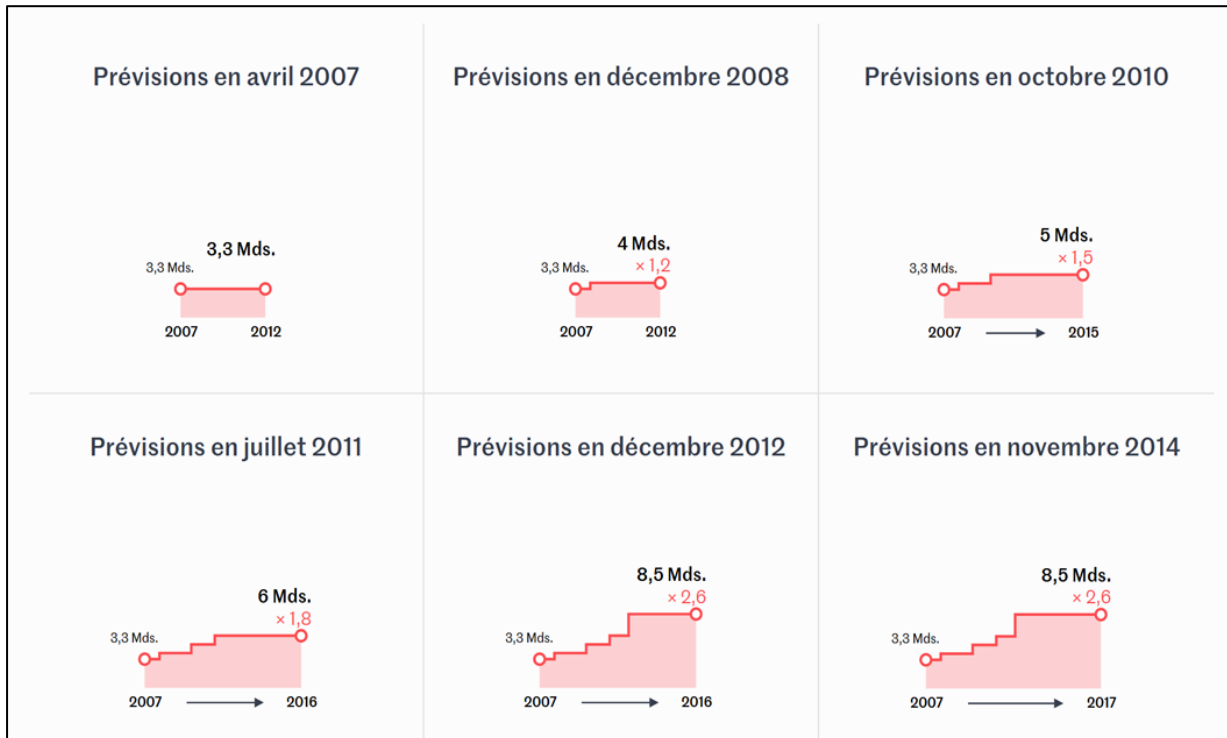 Prévisions en avril 2007
3,3 Mds.
3,3 Mds.
2007 2012
Prévisions en décembre 2008
4 Mds.
3,3 Mds. × 1,2
2007 2012
Prévisions en octobre 2010
5 Mds.
3,3 Mds. × 1,5
2007 2015
Prévisions en juillet 2011
6 Mds.
× 1,8
3,3 Mds.
2007 2016
Prévisions en décembre 2012
8,5 Mds.
× 2,6
3,3 Mds.
2007 2016
Prévisions en novembre 2014
8,5 Mds.
× 2,6
3,3 Mds.
2007 2017